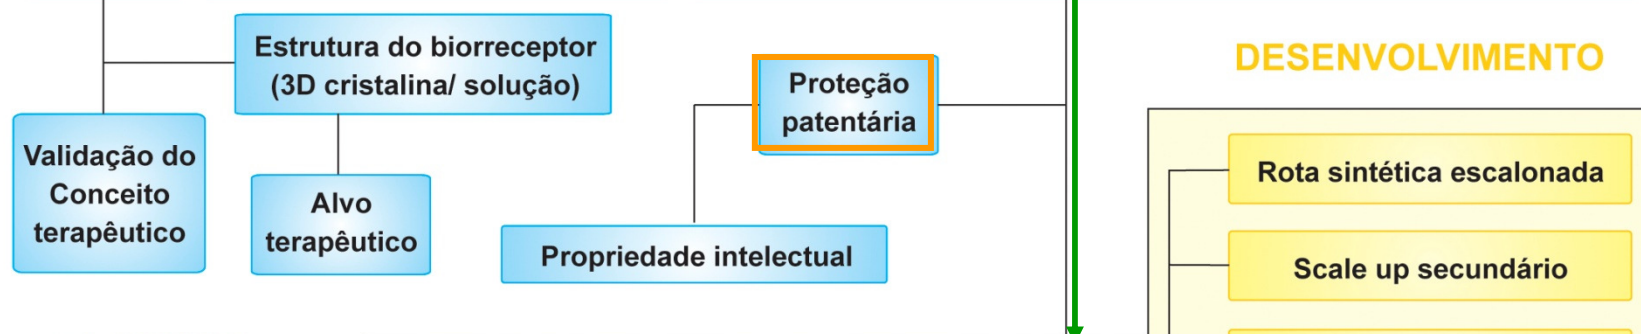 Estrutura do biorreceptor
(3D cristalina/ solução)
Validação do
Conceito
terapêutico
Alvo
terapêutico
Proteção
patentária
Propriedade intelectual
DESENVOLVIMENTO
Rota sintética escalonada
Scale up secundário